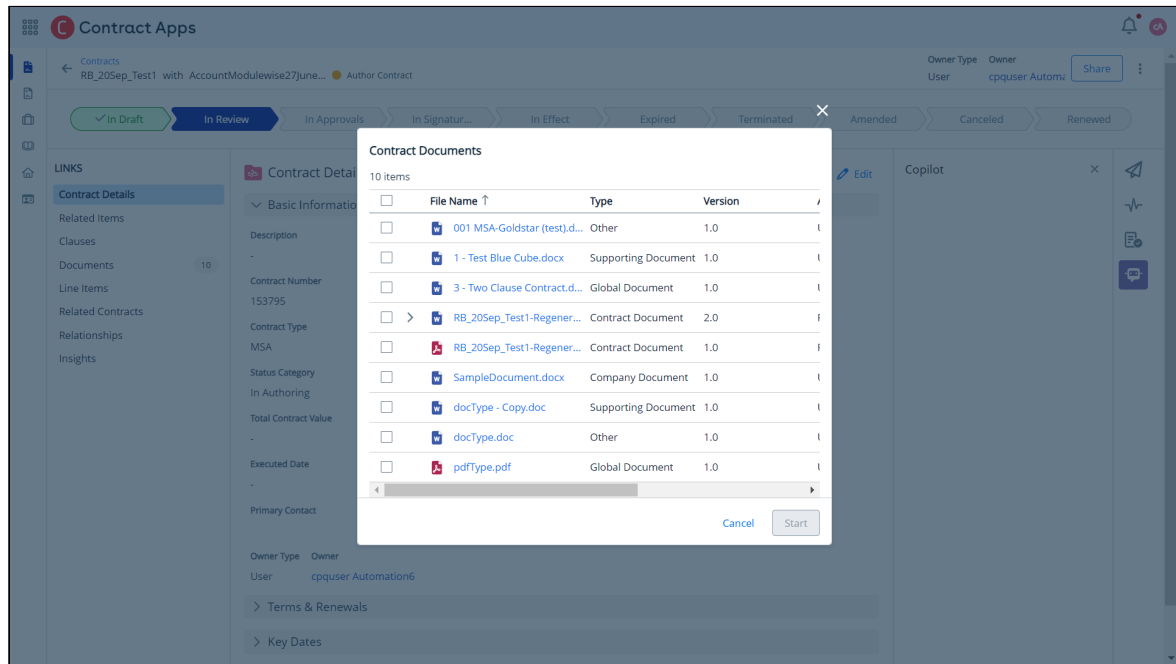 Contract Apps
CA
Contracts
RB_20Sep_Test1 with AccountModulewise27June... Author Contract
Owner Type Owner
User cpquser Automa
Share
In Draft In Review In Approvals In Signatur... In Effect Expired Terminated Amended Canceled Renewed
LINKS
Contract Details
Related Items
Clauses
Documents 10
Line Items
Related Contracts
Relationships
Insights
Contract Detai
Edit
Basic Informatio
Description
-
Contract Number
153795
Contract Type
MSA
Status Category
In Authoring
Total Contract Value
-
Executed Date
-
Primary Contact
Owner Type Owner
User cpquser Automation6
Terms & Renewals
Key Dates
Contract Documents
10 items
File Name Type Version
001 MSA-Goldstar (test).d... Other 1.0
1 - Test Blue Cube.docx Supporting Document 1.0
3 - Two Clause Contract.d... Global Document 1.0
RB_20Sep_Test1-Regener... Contract Document 2.0
RB_20Sep_Test1-Regener... Contract Document 1.0
SampleDocument.docx Company Document 1.0
docType - Copy.doc Supporting Document 1.0
docType.doc Other 1.0
pdfType.pdf Global Document 1.0
Cancel Start
Copilot